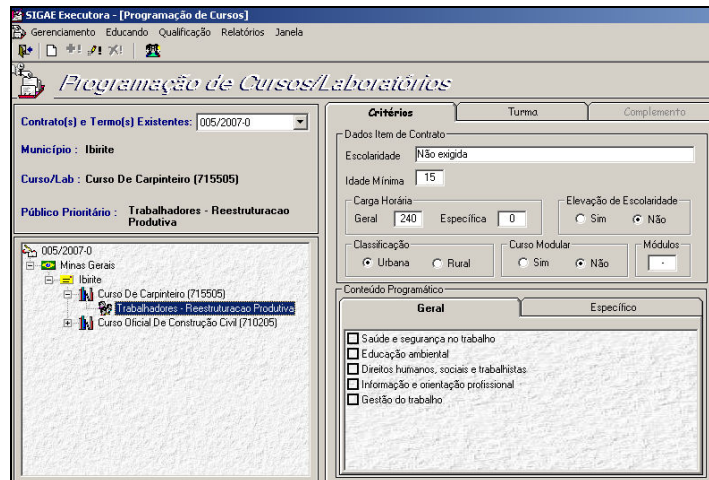 SIGAE Executora - [Programação de Cursos]
Gerenciamento Educando Qualificação Relatórios Janela
Programação de Cursos/Laboratórios
Contrato(s) e Termo(s) Existentes: 005/2007-0
Município : Ibirite
Curso/Lab : Curso De Carpinteiro (715505)
Público Prioritário : Trabalhadores - Reestruturacao
Produtiva
005/2007-0
Minas Gerais
Ibirite
Curso De Carpinteiro (715505)
Trabalhadores - Reestruturacao Produtiva
Curso Oficial De Construção Civil (710205)
Critérios Turma Complemento
Dados Item de Contrato
Escolaridade Não exigida
Idade Mínima 15
Carga Horária Elevação de Escolaridade
Geral 240 Específica 0 Sim Não
Classificação Curso Modular Módulos
Urbana Rural Sim Não -
Conteúdo Programático
Geral Específico
Saúde e segurança no trabalho
Educação ambiental
Direitos humanos, sociais e trabalhistas
Informação e orientação profissional
Gestão do trabalho